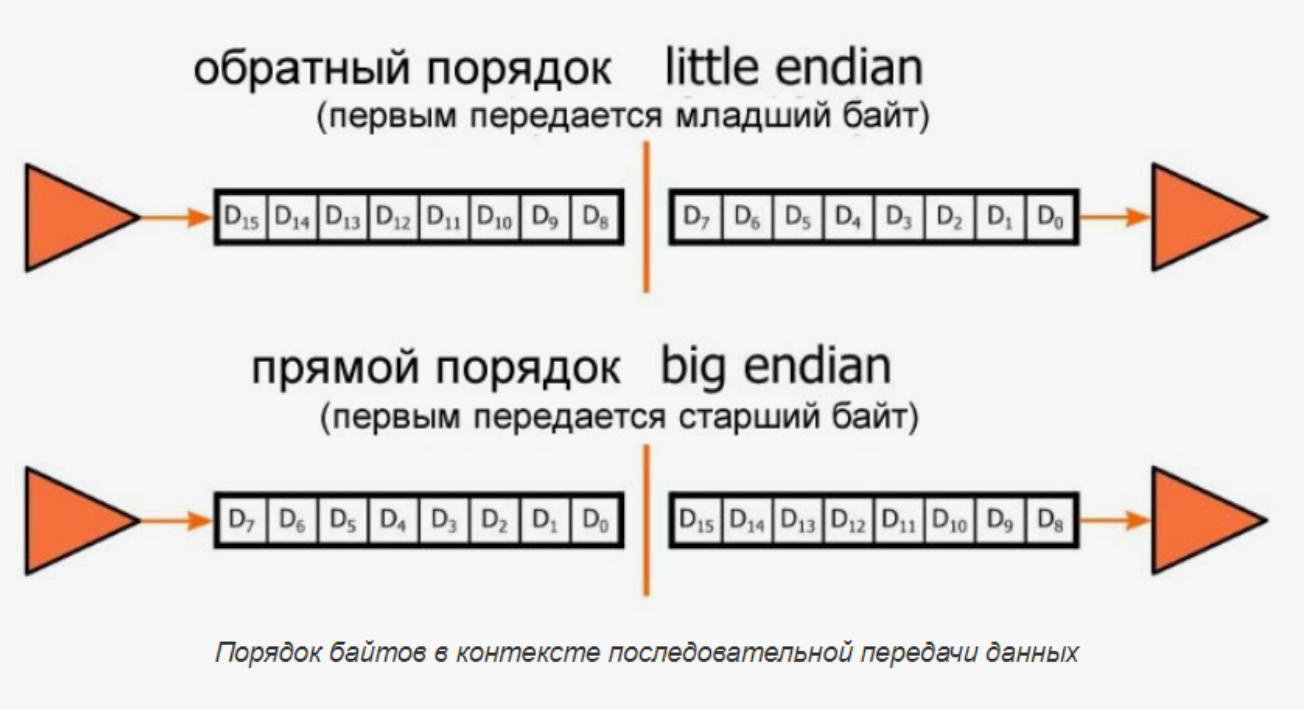 обратный порядок little endian
(первым передается младший байт)
D15 D14 D13 D12 D11 D10 D9 D8 D7 D6 D5 D4 D3 D2 D1 D0
прямой порядок big endian
(первым передается старший байт)
D7 D6 D5 D4 D3 D2 D1 D0 D15 D14 D13 D12 D11 D10 D9 D8
Порядок байтов в контексте последовательной передачи данных